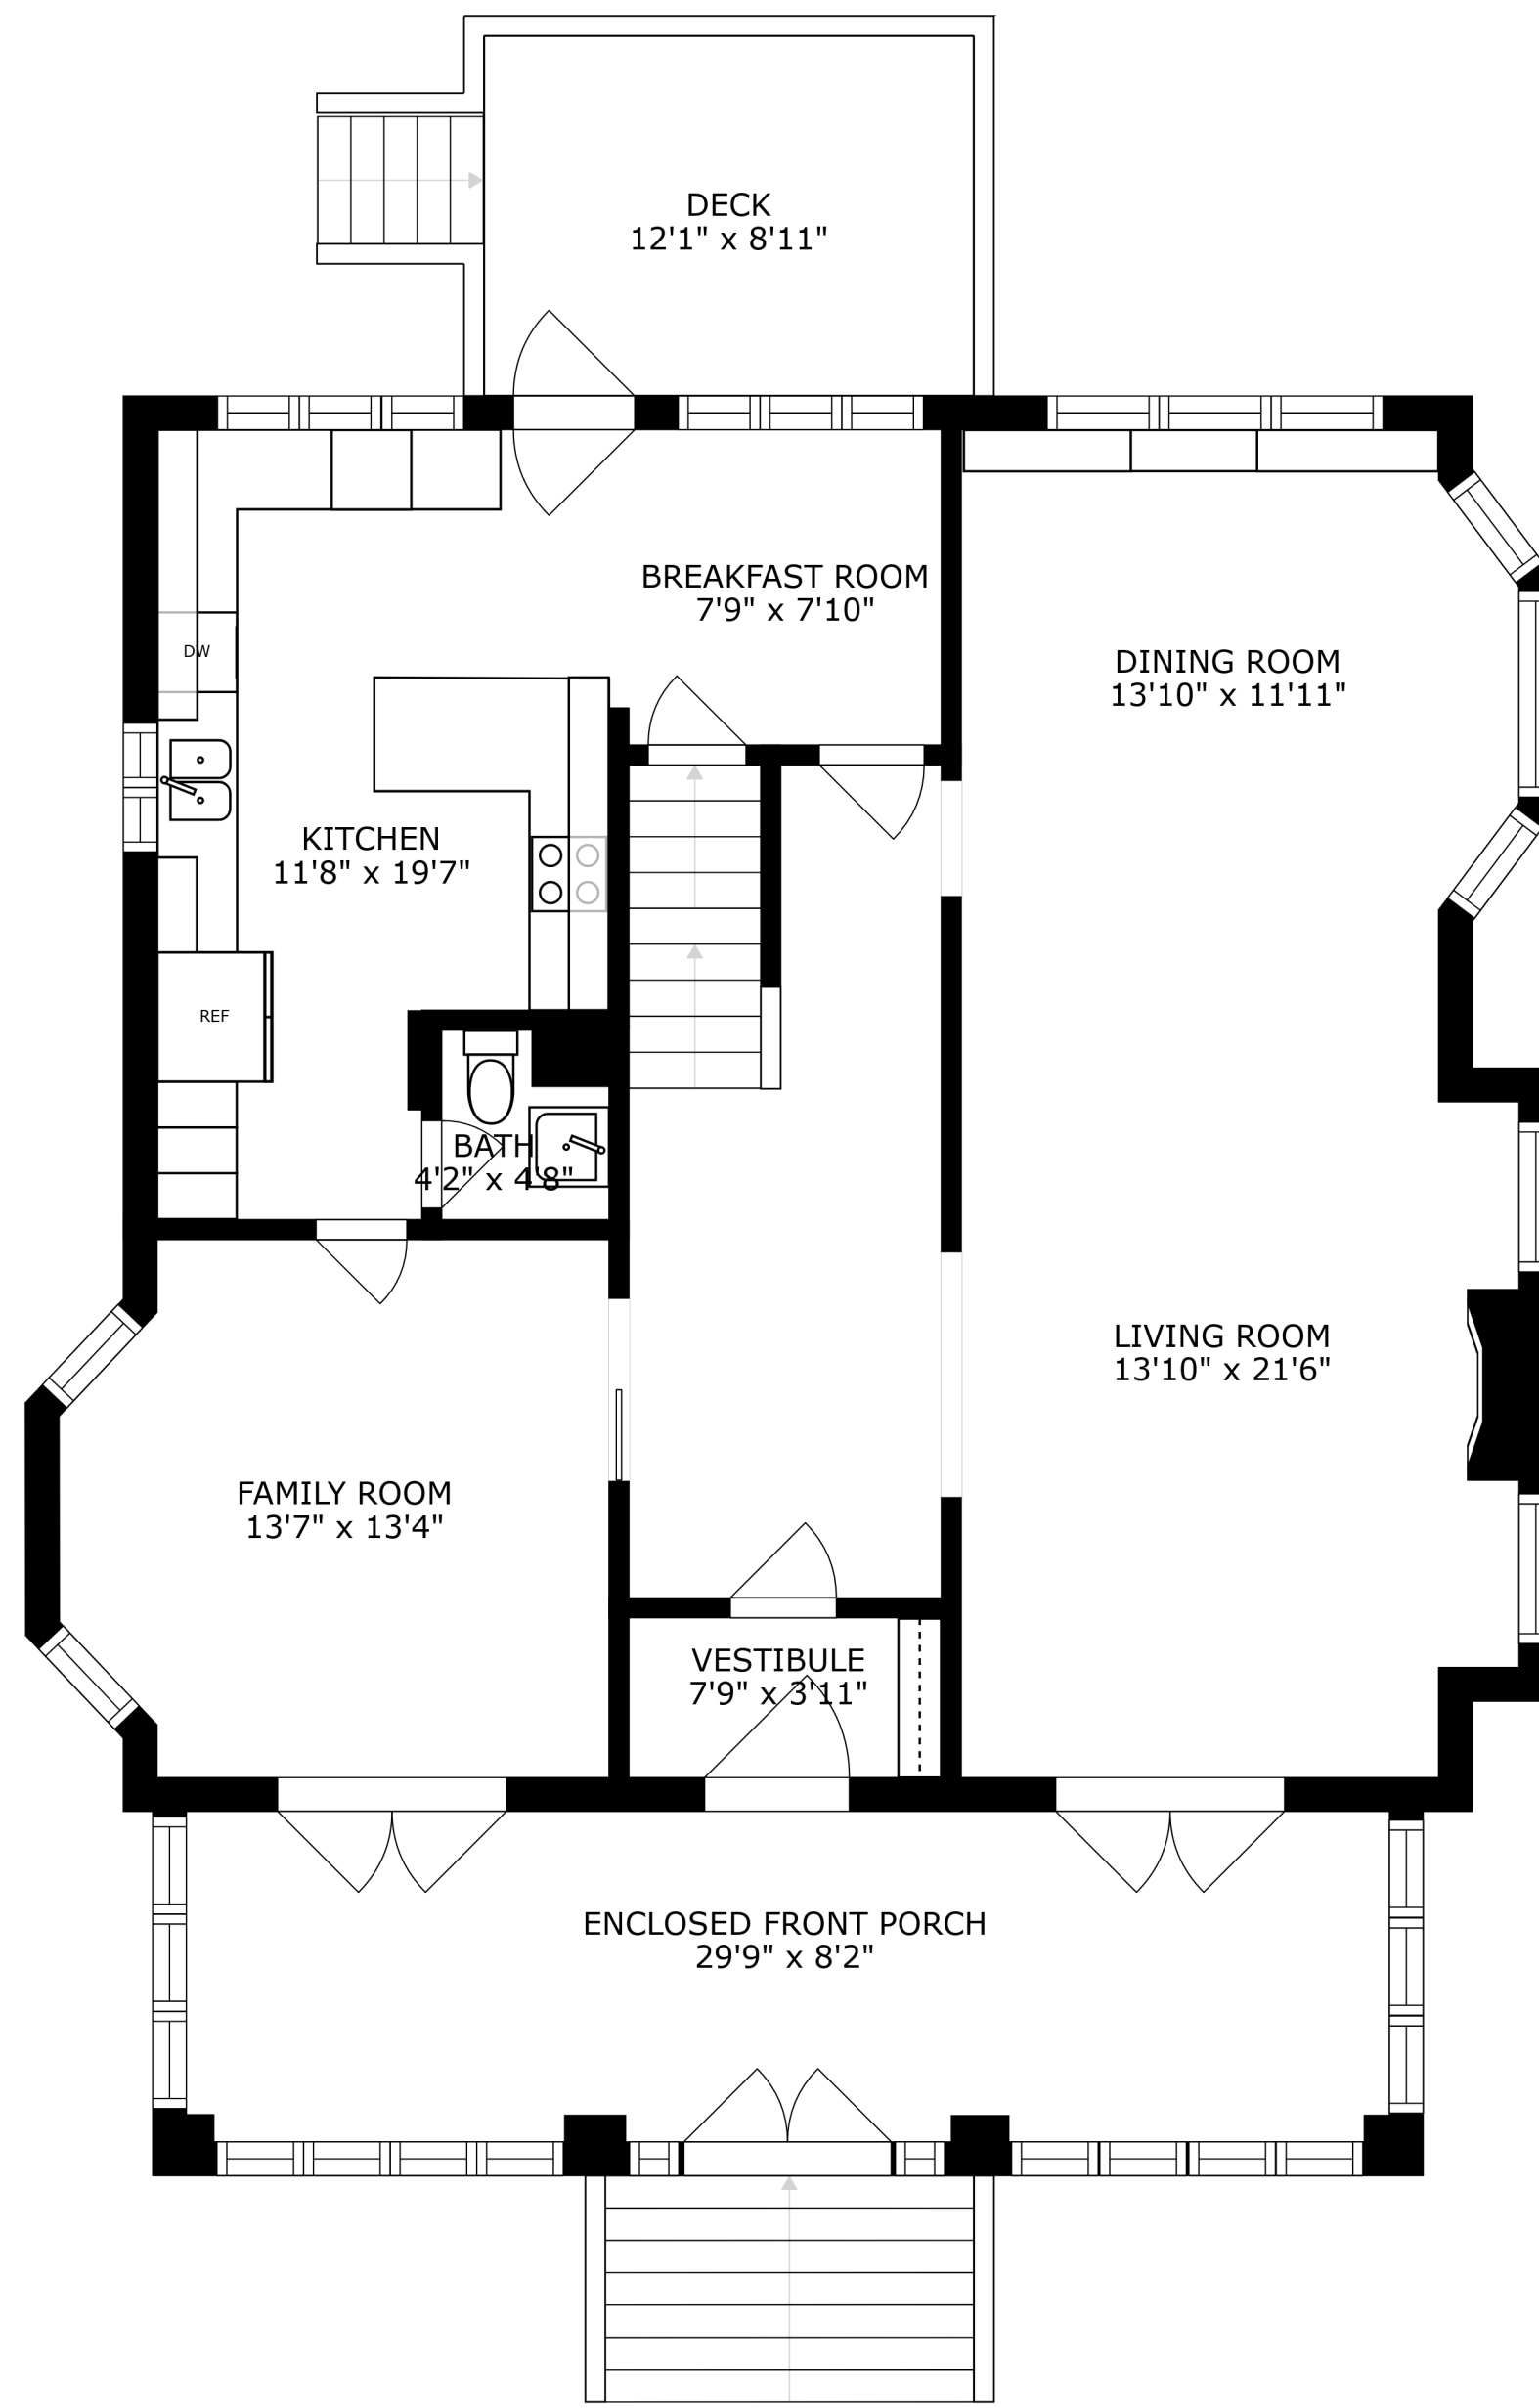 DECK
12'1" x 8'11"
BREAKFAST ROOM
7'9" x 7'10"
DINING ROOM
13'10" x 11'11"
DW
KITCHEN
11'8" x 19'7"
REF
BATH
4'2" x 4'8"
LIVING ROOM
13'10" x 21'6"
FAMILY ROOM
13'7" x 13'4"
VESTIBULE
7'9" x 3'11"
ENCLOSED FRONT PORCH
29'9" x 8'2"